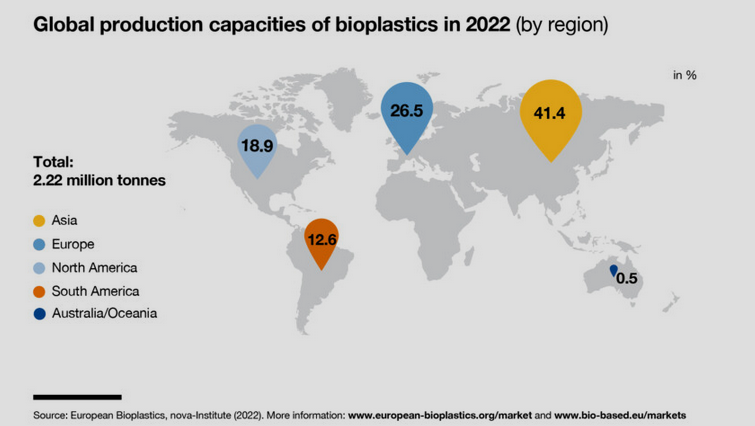 Global production capacities of bioplastics in 2022 (by region)
in %
26.5
41.4
18.9
Total:
2.22 million tonnes
Asia
Europe
North America
South America
Australia/Oceania
12.6
0.5
Source: European Bioplastics, nova-Institute (2022). More information: www.european-bioplastics.org/market and www.bio-based.eu/markets